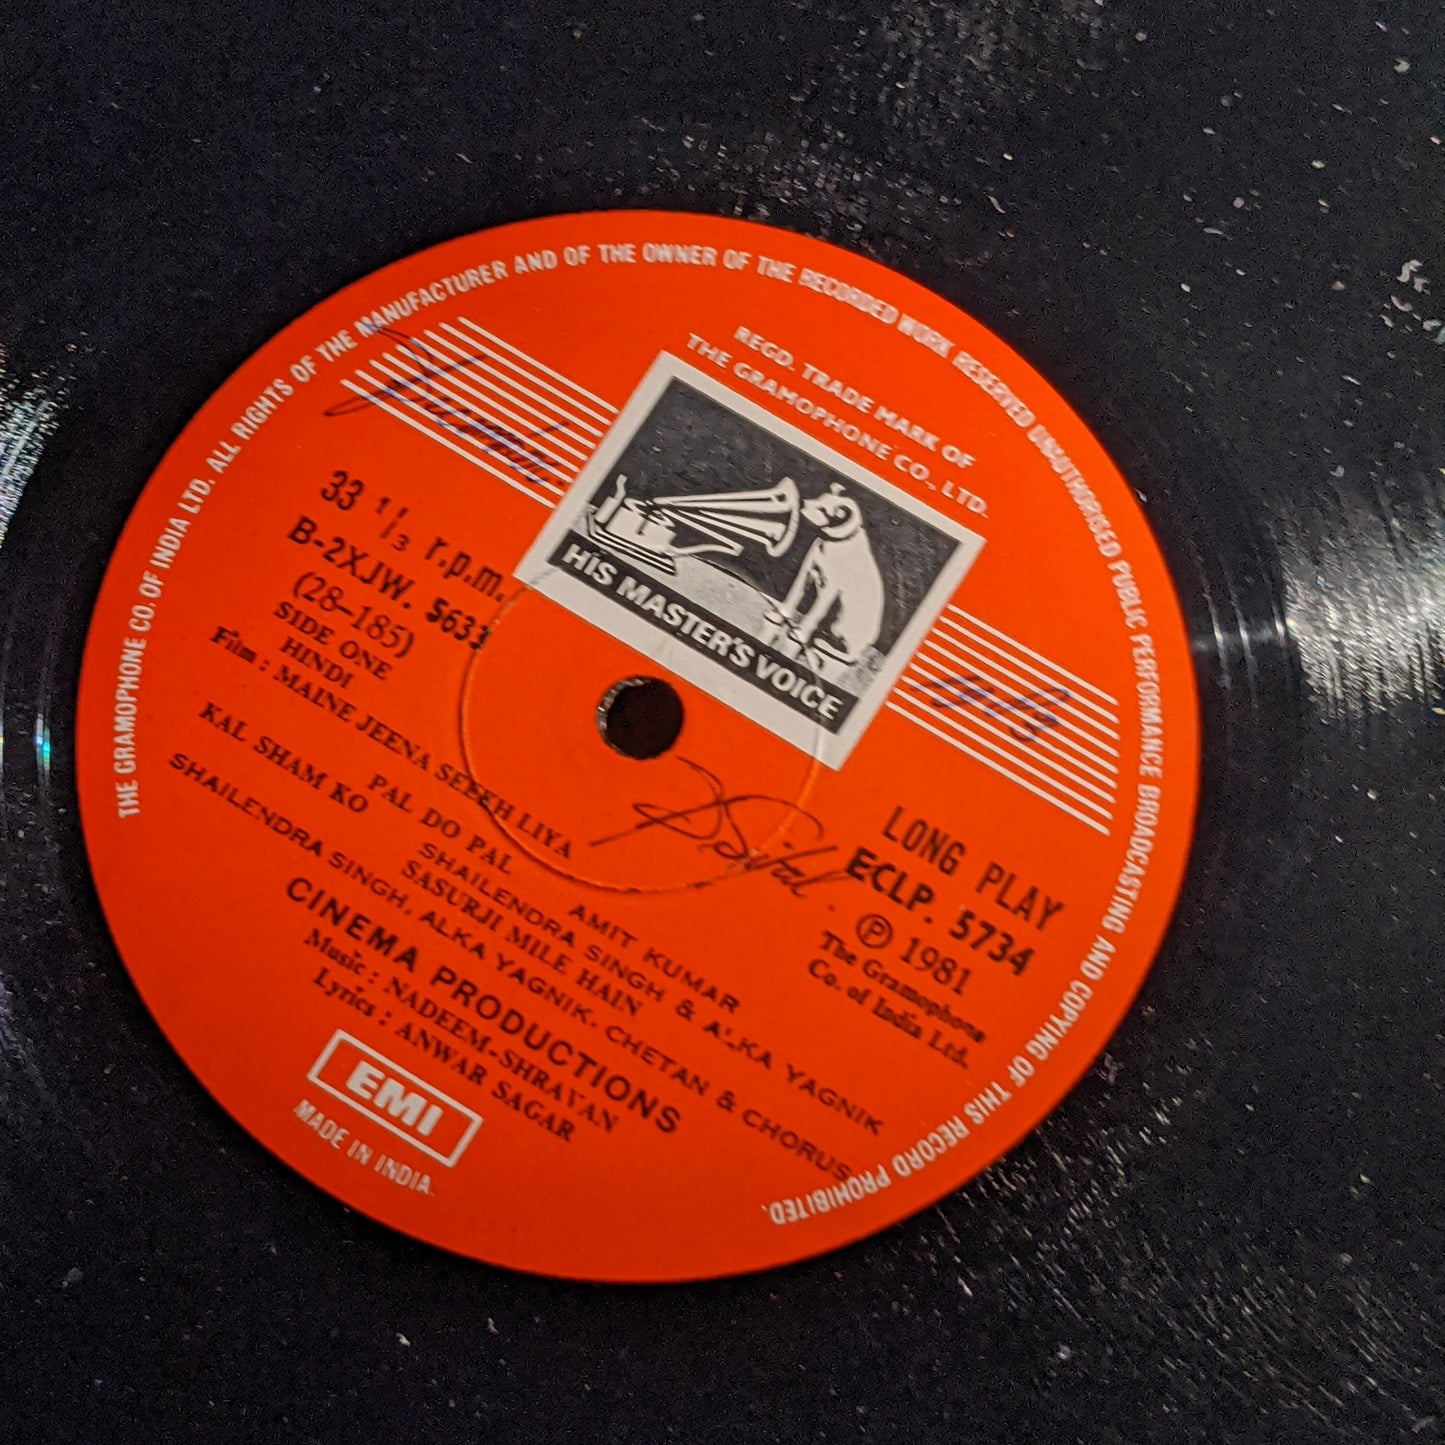 THE GRAMOPHONE CO. OF INDIA LTD. ALL RIGHTS OF THE MANUFACTURER AND OF THE OWNER OF THE RECORDED WORK RESERVED UNAUTHORISED PUBLIC PERFORMANCE BROADCASTING AND COPYING OF THIS RECORD PROHIBITED.
REGD. TRADE MARK OF
THE GRAMOPHONE CO., LTD.
HIS MASTER'S VOICE
33 1/3 r.p.m.
B-2XJW. 5633
(28-185)
SIDE ONE
HINDI
Film : MAINE JEENA SEEKH LIYA
LONG PLAY
ECLP. 5734
Ⓟ 1981
The Gramophone
Co. of India Ltd.
PAL DO PAL
KAL SHAM KO
AMIT KUMAR
SHAILENDRA SINGH & ALKA YAGNIK
SASURJI MILE HAIN
SHAILENDRA SINGH, ALKA YAGNIK, CHETAN & CHORUS
CINEMA PRODUCTIONS
Music : NADEEM-SHRAVAN
Lyrics : ANWAR SAGAR
EMI
MADE IN INDIA